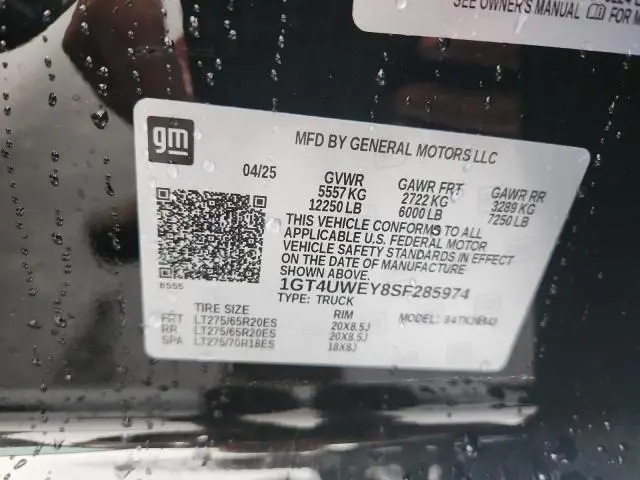 SEE OWNER'S MANUAL FOR
gm
MFD BY GENERAL MOTORS LLC
04/25
GVWR GAWR FRT GAWR RR
5557 KG 2722 KG 3289 KG
12250 LB 6000 LB 7250 LB
THIS VEHICLE CONFORMS TO ALL
APPLICABLE U.S. FEDERAL MOTOR
VEHICLE SAFETY STANDARDS IN EFFECT
ON THE DATE OF MANUFACTURE
SHOWN ABOVE.
1GT4UWEY8SF285974
TYPE: TRUCK
8555
TIRE SIZE RIM MODEL:
FRT LT275/65R20ES 20X8.5J
RR LT275/65R20ES 20X8.5J
SPA LT275/70R18ES 18X8J